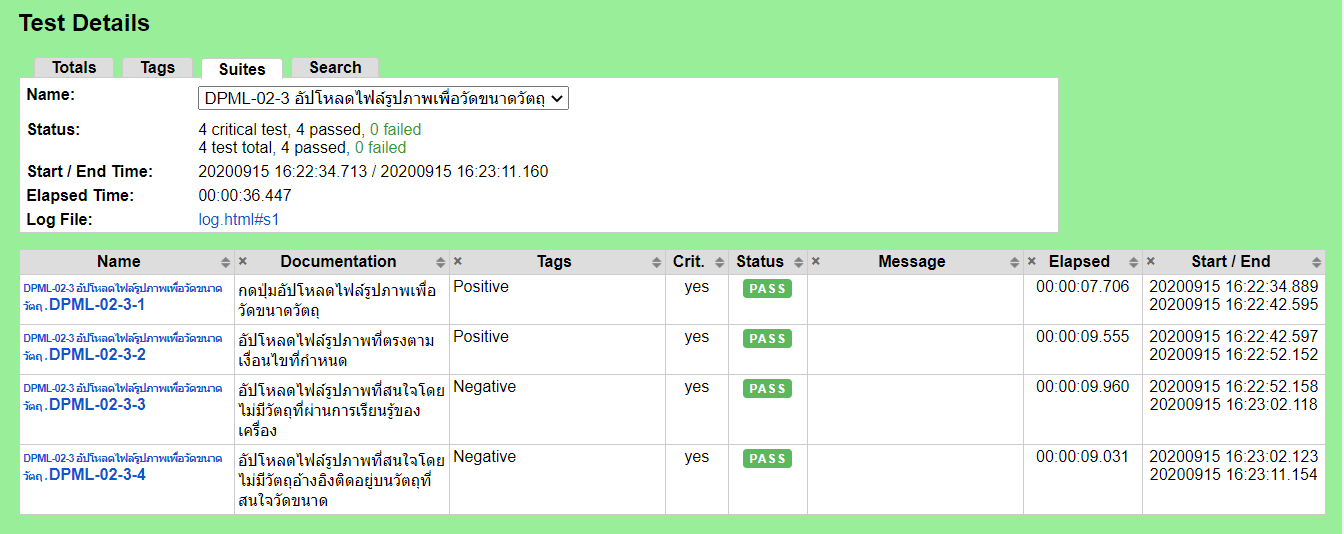 Test Details
Totals Tags Suites Search
Name: DPML-02-3 อัปโหลดไฟล์รูปภาพเพื่อวัดขนาดวัตถุ
Status: 4 critical test, 4 passed, 0 failed
4 test total, 4 passed, 0 failed
Start / End Time: 20200915 16:22:34.713 / 20200915 16:23:11.160
Elapsed Time: 00:00:36.447
Log File: log.html#s1
Name × Documentation × Tags Crit. Status × Message × Elapsed × Start / End
DPML-02-3 อัปโหลดไฟล์รูปภาพเพื่อวัดขนาด
วัตถุ . DPML-02-3-1
กดปุ่มอัปโหลดไฟล์รูปภาพเพื่อ
วัดขนาดวัตถุ
Positive
yes
PASS
00:00:07.706
20200915 16:22:34.889
20200915 16:22:42.595
DPML-02-3 อัปโหลดไฟล์รูปภาพเพื่อวัดขนาด
วัตถุ . DPML-02-3-2
อัปโหลดไฟล์รูปภาพที่ตรงตาม
เงื่อนไขที่กำหนด
Positive
yes
PASS
00:00:09.555
20200915 16:22:42.597
20200915 16:22:52.152
DPML-02-3 อัปโหลดไฟล์รูปภาพเพื่อวัดขนาด
วัตถุ . DPML-02-3-3
อัปโหลดไฟล์รูปภาพที่สนใจโดย
ไม่มีวัตถุที่ผ่านการเรียนรู้ของ
เครื่อง
Negative
yes
PASS
00:00:09.960
20200915 16:22:52.158
20200915 16:23:02.118
DPML-02-3 อัปโหลดไฟล์รูปภาพเพื่อวัดขนาด
วัตถุ . DPML-02-3-4
อัปโหลดไฟล์รูปภาพที่สนใจโดย
ไม่มีวัตถุอ้างอิงติดอยู่บนวัตถุที่
สนใจวัดขนาด
Negative
yes
PASS
00:00:09.031
20200915 16:23:02.123
20200915 16:23:11.154